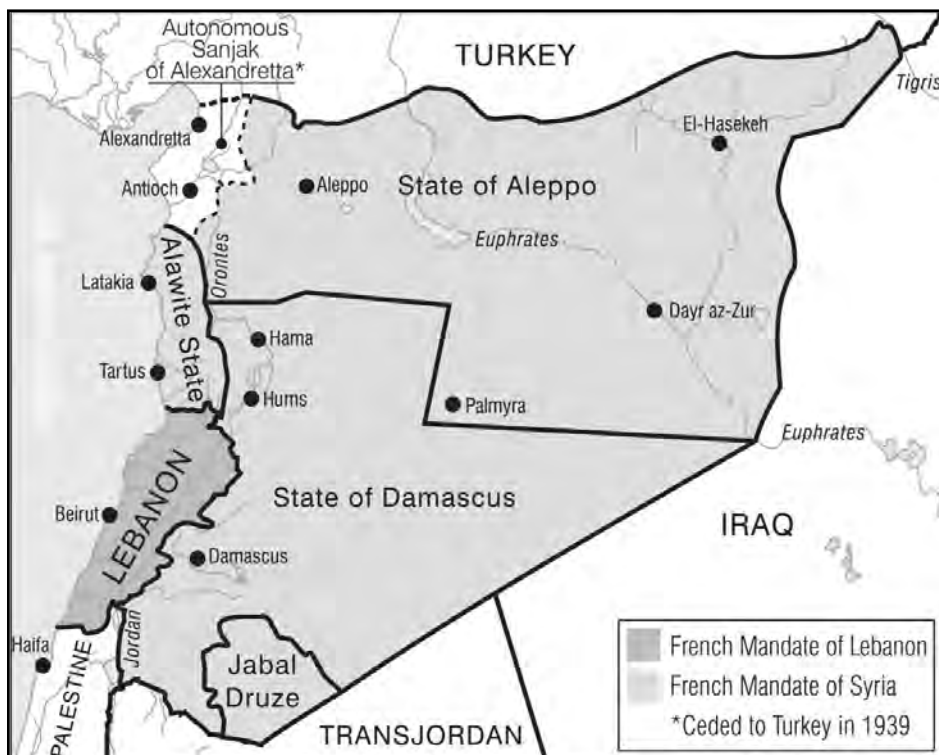 Autonomous
Sanjak
of Alexandretta*
TURKEY
Tigris
Alexandretta
El-Hasekeh
Antioch
Aleppo
State of Aleppo
Orontes
Euphrates
Alawite State
Latakia
Dayr az-Zur
Hama
Tartus
Hums
Palmyra
Euphrates
LEBANON
State of Damascus
Beirut
IRAQ
Damascus
Jordan
Haifa
PALESTINE
Jabal
Druze
TRANSJORDAN
French Mandate of Lebanon
French Mandate of Syria
*Ceded to Turkey in 1939